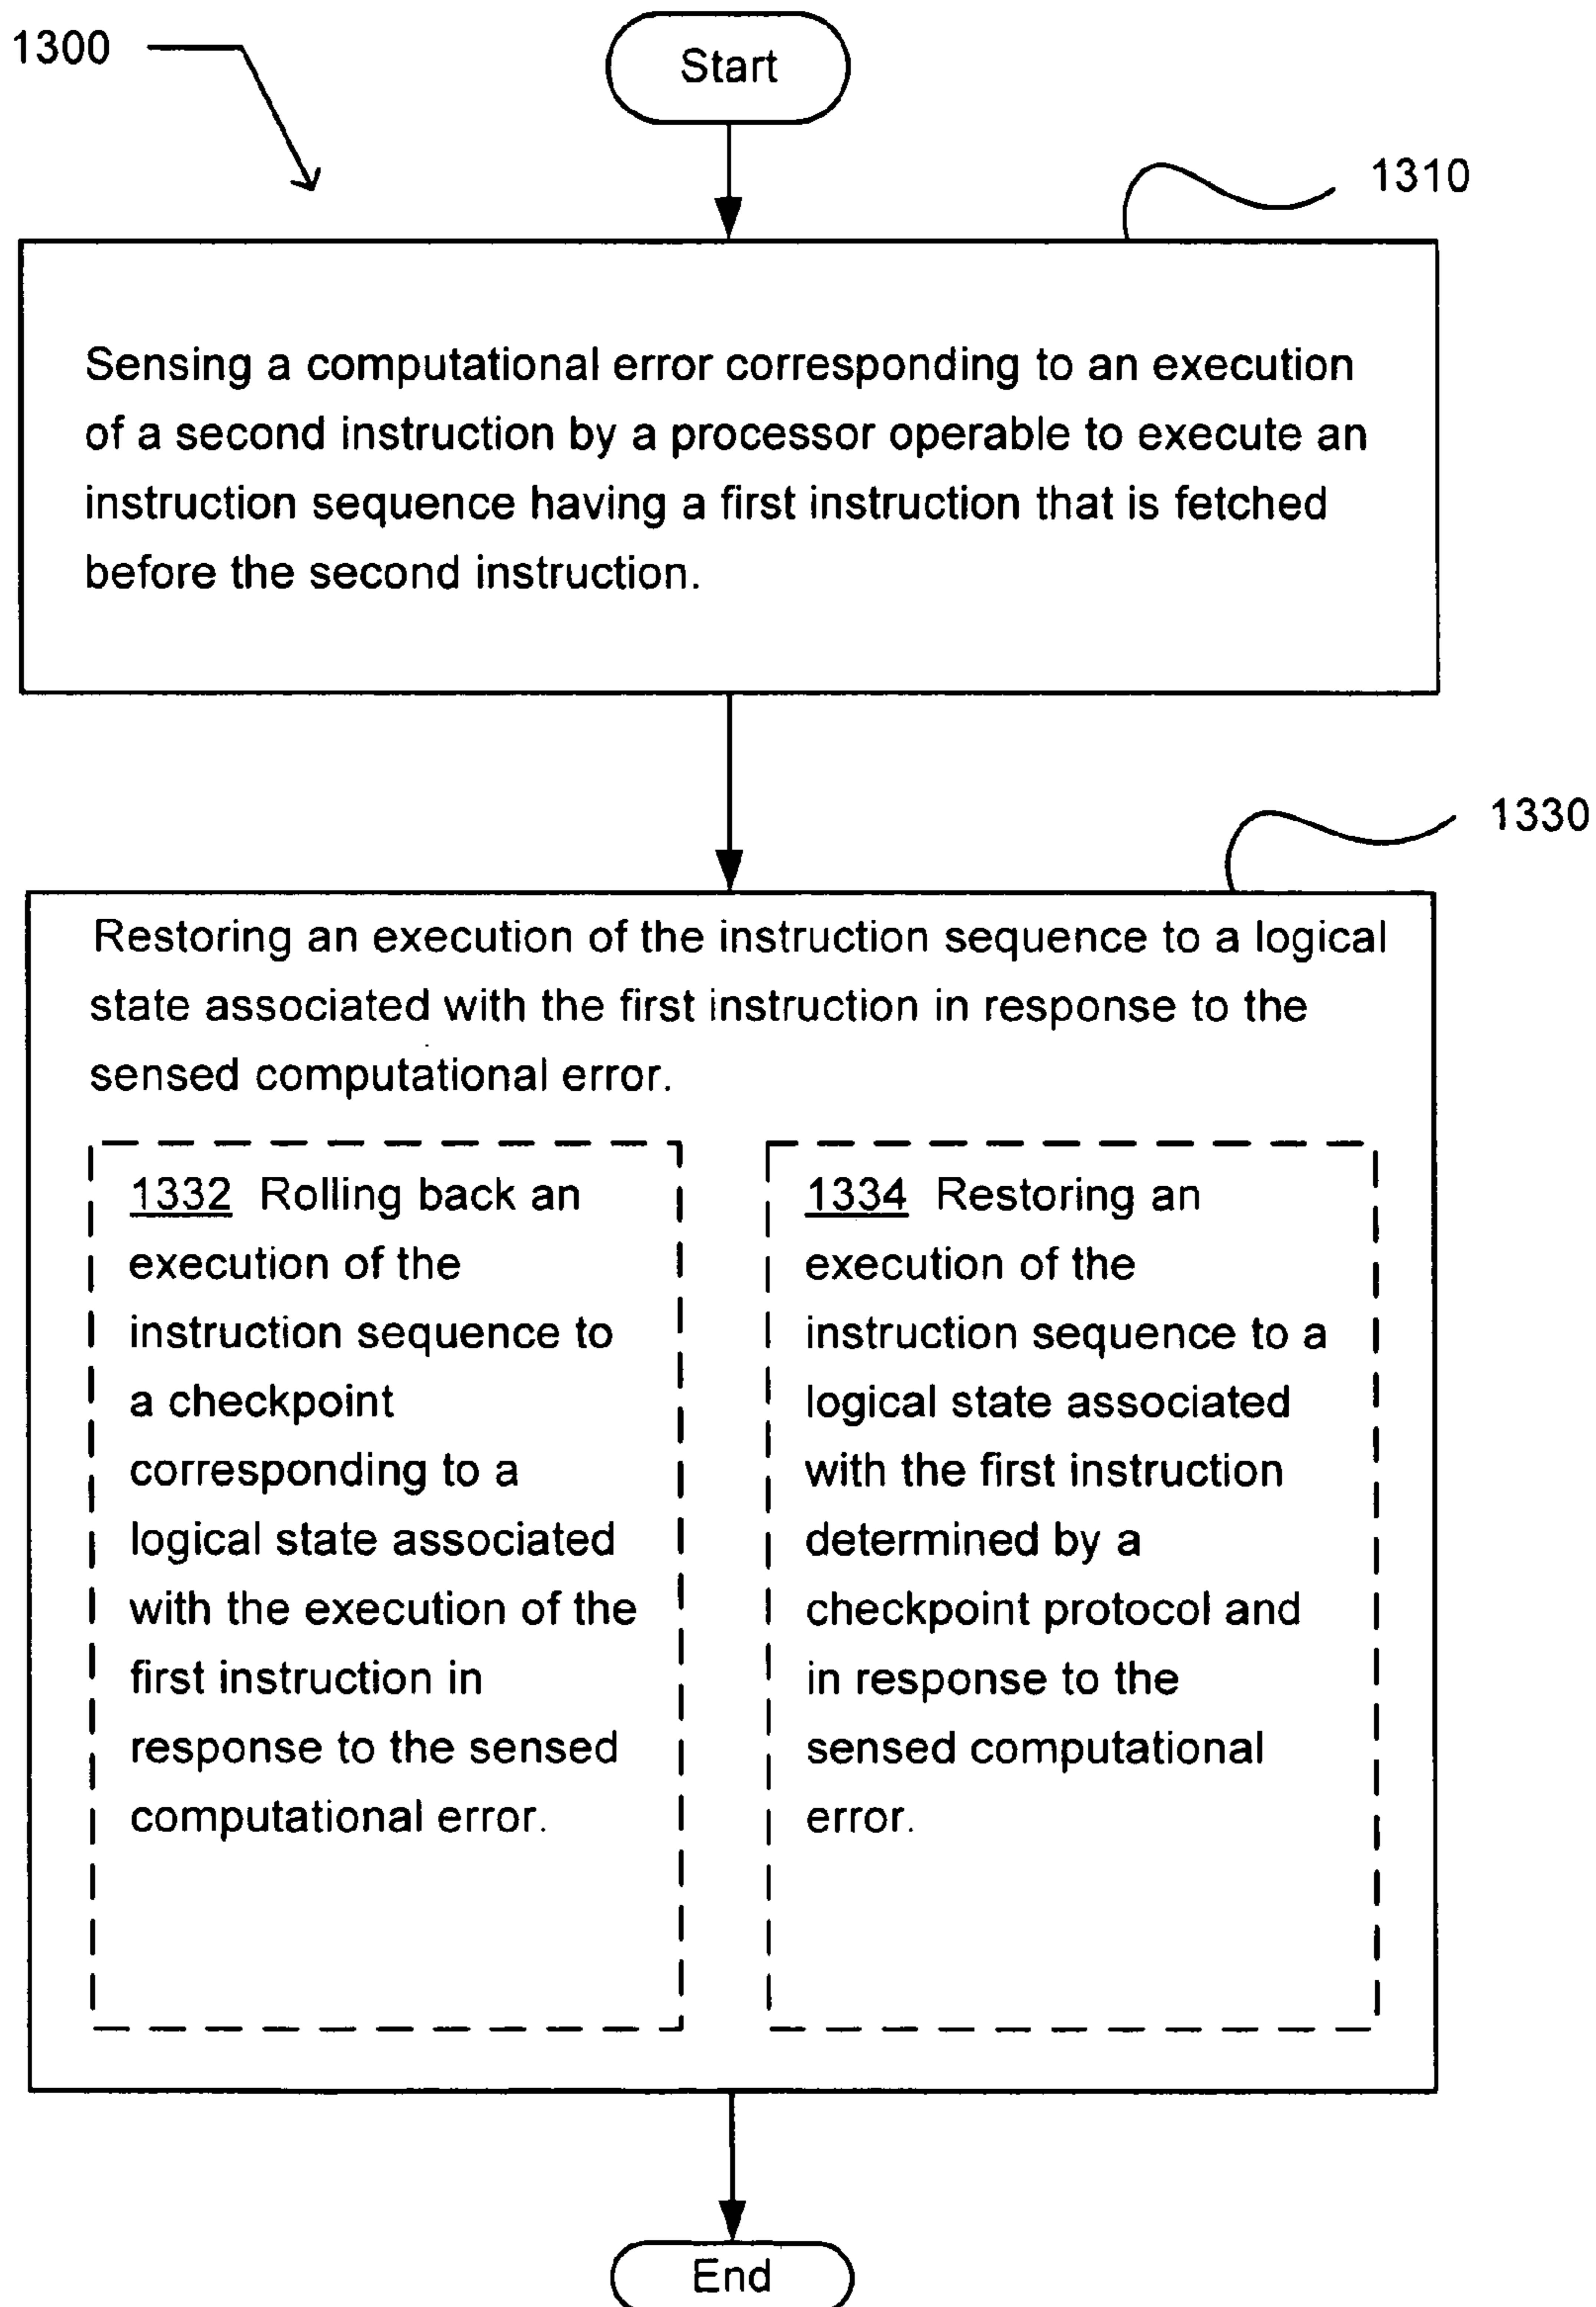 1300
Start
1310
Sensing a computational error corresponding to an execution
of a second instruction by a processor operable to execute an
instruction sequence having a first instruction that is fetched
before the second instruction.
1330
Restoring an execution of the instruction sequence to a logical
state associated with the first instruction in response to the
sensed computational error.
1332 Rolling back an
execution of the
instruction sequence to
a checkpoint
corresponding to a
logical state associated
with the execution of the
first instruction in
response to the sensed
computational error.
1334 Restoring an
execution of the
instruction sequence to a
logical state associated
with the first instruction
determined by a
checkpoint protocol and
in response to the
sensed computational
error.
End